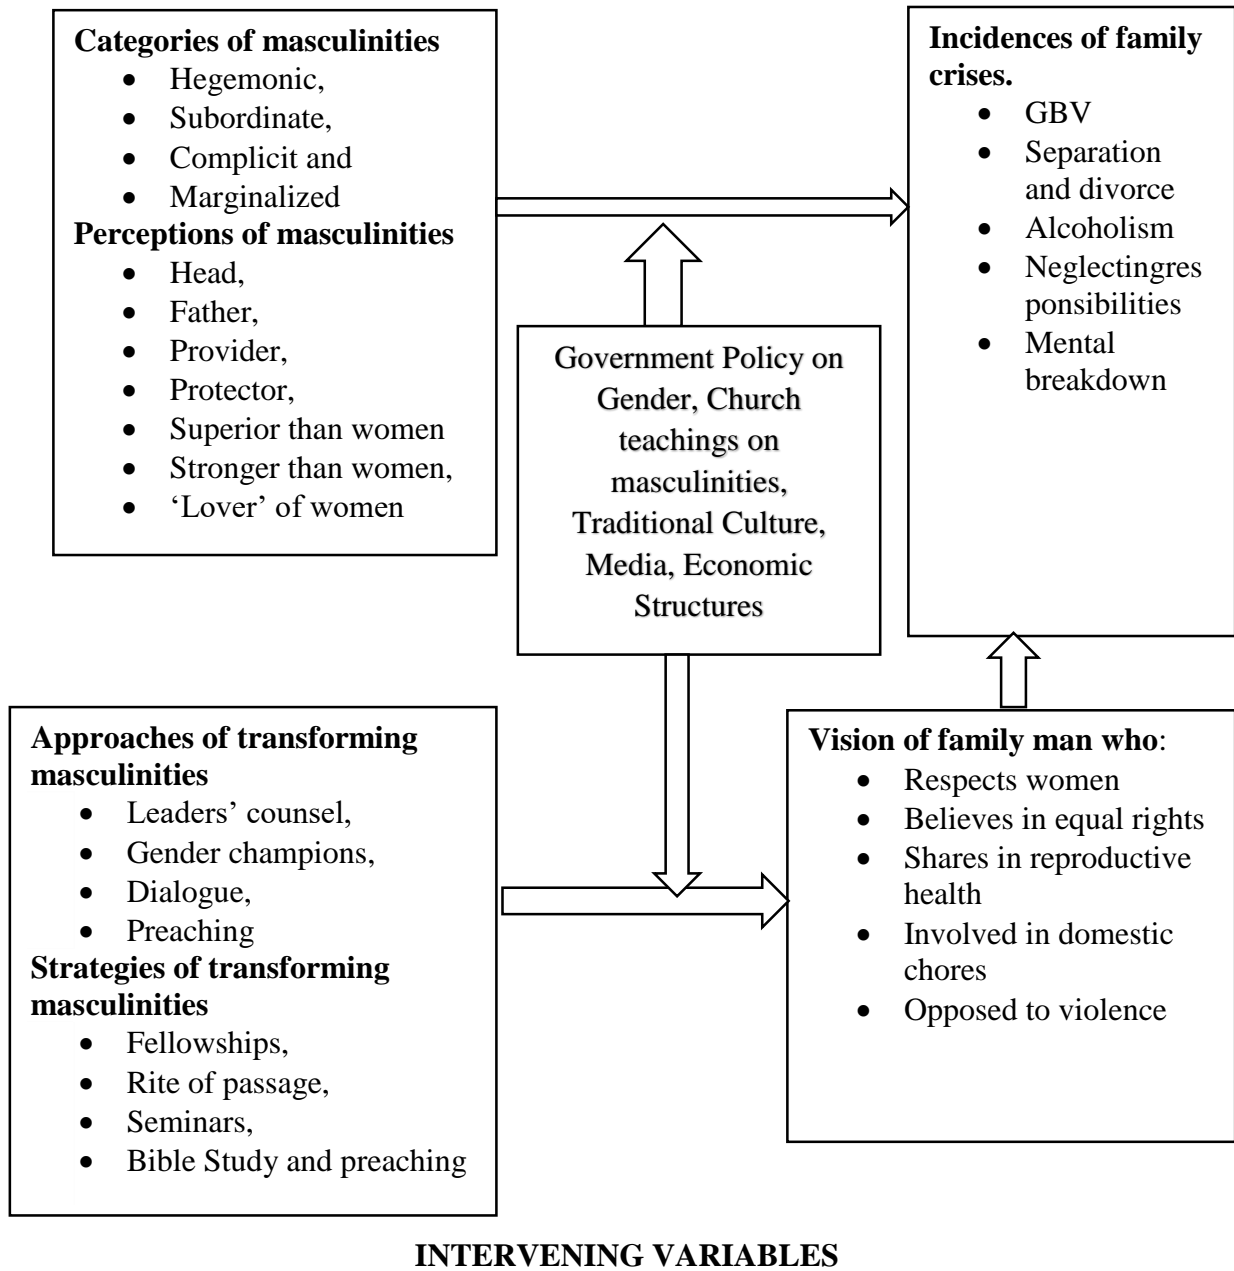 Categories of masculinities
• Hegemonic,
• Subordinate,
• Complicit and
• Marginalized
Perceptions of masculinities
• Head,
• Father,
• Provider,
• Protector,
• Superior than women
• Stronger than women,
• ‘Lover’ of women
Incidences of family
crises.
• GBV
• Separation
and divorce
• Alcoholism
• Neglectingres
ponsibilities
• Mental
breakdown
Government Policy on
Gender, Church
teachings on
masculinities,
Traditional Culture,
Media, Economic
Structures
Approaches of transforming
masculinities
• Leaders’ counsel,
• Gender champions,
• Dialogue,
• Preaching
Strategies of transforming
masculinities
• Fellowships,
• Rite of passage,
• Seminars,
• Bible Study and preaching
Vision of family man who:
• Respects women
• Believes in equal rights
• Shares in reproductive
health
• Involved in domestic
chores
• Opposed to violence
INTERVENING VARIABLES